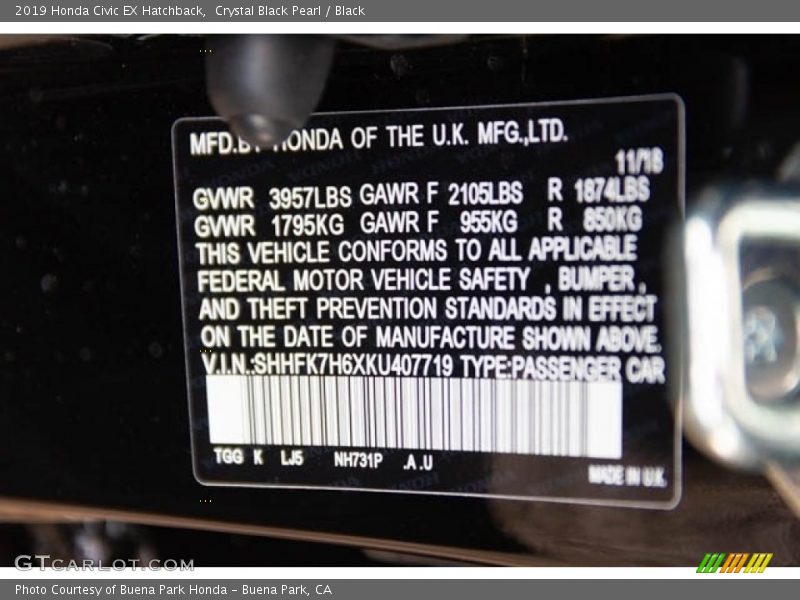 2019 Honda Civic EX Hatchback,  Crystal Black Pearl / Black
MFD.BY HONDA OF THE U.K. MFG.,LTD.
11/18
GVWR 3957LBS GAWR F 2105LBS R 1874LBS
GVWR 1795KG GAWR F 955KG R 850KG
THIS VEHICLE CONFORMS TO ALL APPLICABLE
FEDERAL MOTOR VEHICLE SAFETY , BUMPER ,
AND THEFT PREVENTION STANDARDS IN EFFECT
ON THE DATE OF MANUFACTURE SHOWN ABOVE.
V.I.N.:SHHFK7H6XKU407719 TYPE:PASSENGER CAR
TGG K LJ5 NH731P .A .U
MADE IN U.K.
GTCARLOT.COM
Photo Courtesy of Buena Park Honda - Buena Park, CA